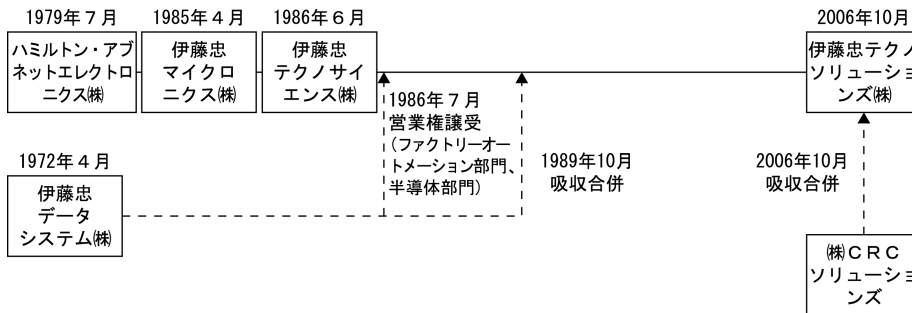 1979年７月
ハミルトン・アブ
ネットエレクトロ
ニクス㈱
1985年４月
伊藤忠
マイクロ
ニクス㈱
1986年６月
伊藤忠
テクノサイ
エンス㈱
2006年10月
伊藤忠テクノ
ソリューショ
ンズ㈱
1986年７月
営業権譲受
（ファクトリーオー
トメーション部門、
半導体部門）
1989年10月
吸収合併
2006年10月
吸収合併
1972年４月
伊藤忠
データ
システム㈱
㈱ＣＲＣ
ソリューショ
ンズ